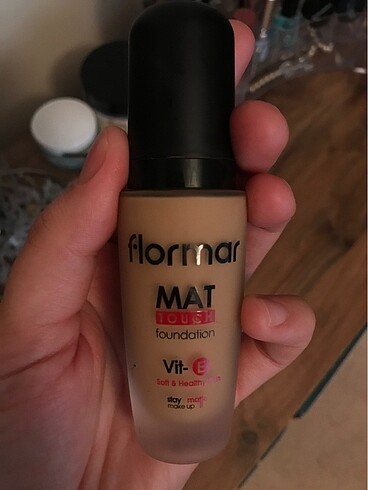 flormar
MAT
TOUCH
foundation
Vit- E
Soft & Healthy
stay matte
make up